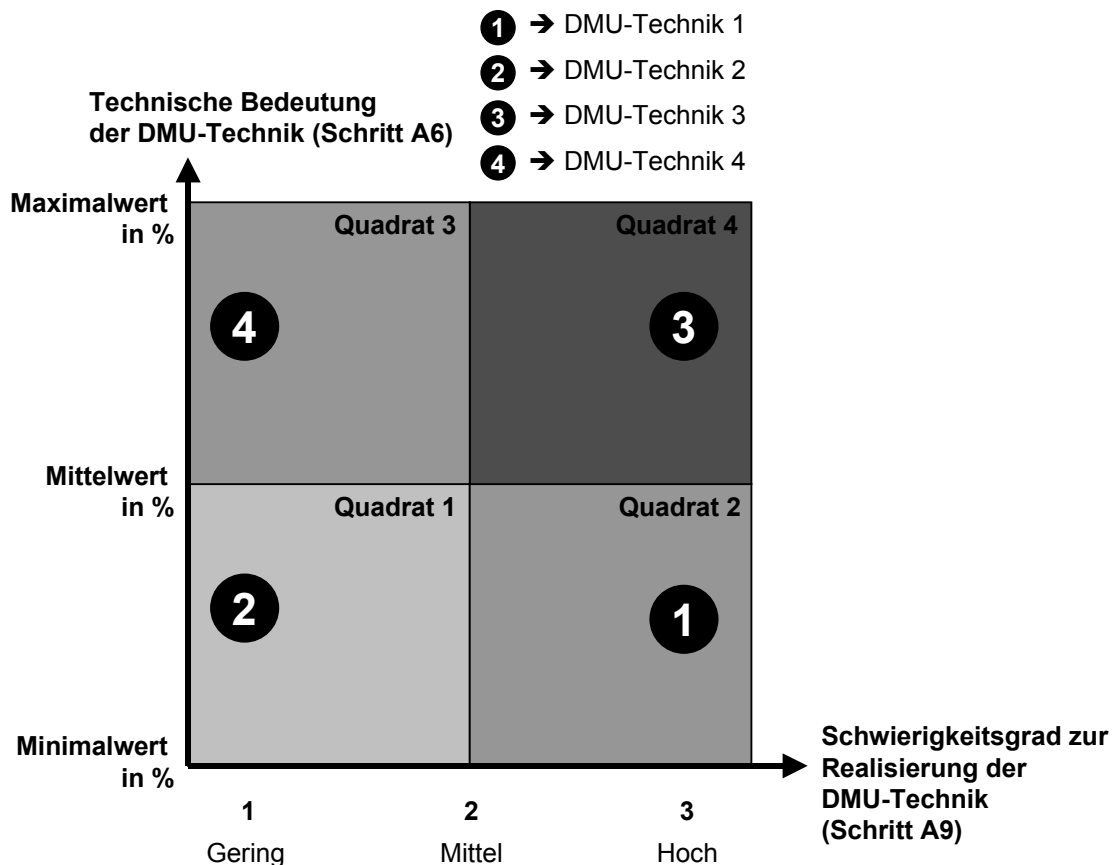 1 ➔ DMU-Technik 1
2 ➔ DMU-Technik 2
3 ➔ DMU-Technik 3
4 ➔ DMU-Technik 4
Technische Bedeutung
der DMU-Technik (Schritt A6)
Maximalwert
in %
Quadrat 3
Quadrat 4
4
3
Mittelwert
in %
Quadrat 1
Quadrat 2
2
1
Minimalwert
in %
Schwierigkeitsgrad zur
Realisierung der
DMU-Technik
(Schritt A9)
1
2
3
Gering
Mittel
Hoch